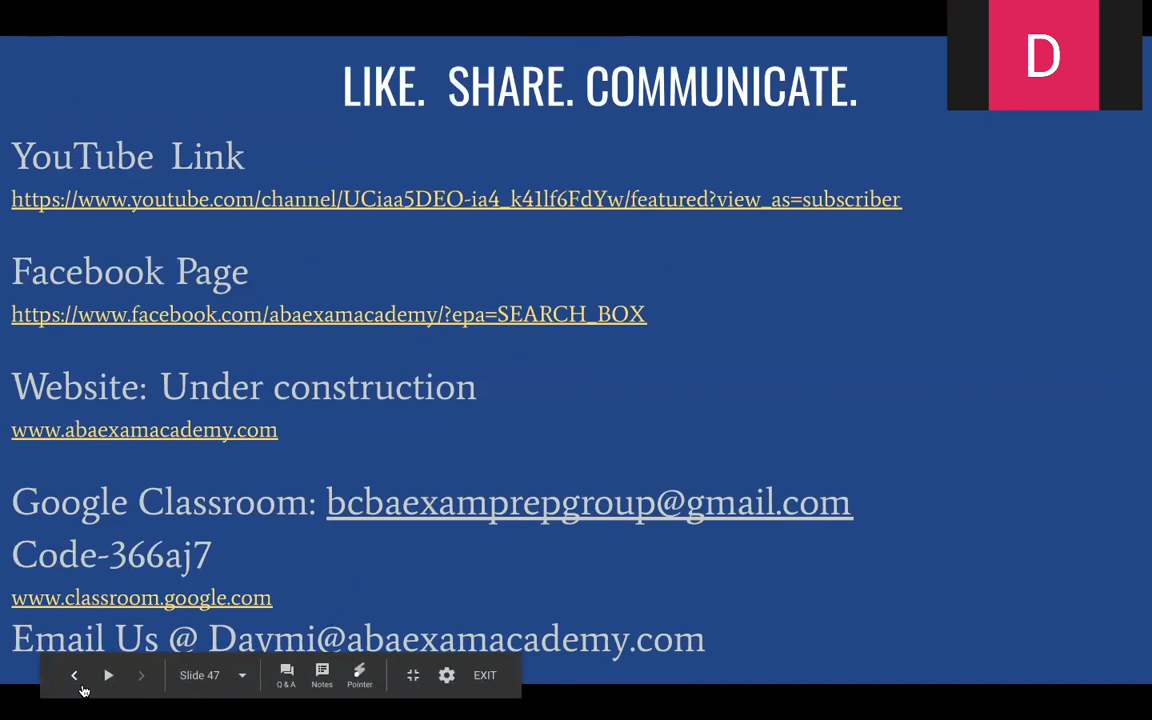 D
LIKE. SHARE. COMMUNICATE.
YouTube Link
https://www.youtube.com/channel/UCiaa5DEO-ia4_k41lf6FdYw/featured?view_as=subscriber
Facebook Page
https://www.facebook.com/abaexamacademy/?epa=SEARCH_BOX
Website: Under construction
www.abaexamacademy.com
Google Classroom: bcbaexamprepgroup@gmail.com
Code-366aj7
www.classroom.google.com
Email Us @ Daymi@abaexamacademy.com
Slide 47
Q & A
Notes
Pointer
EXIT